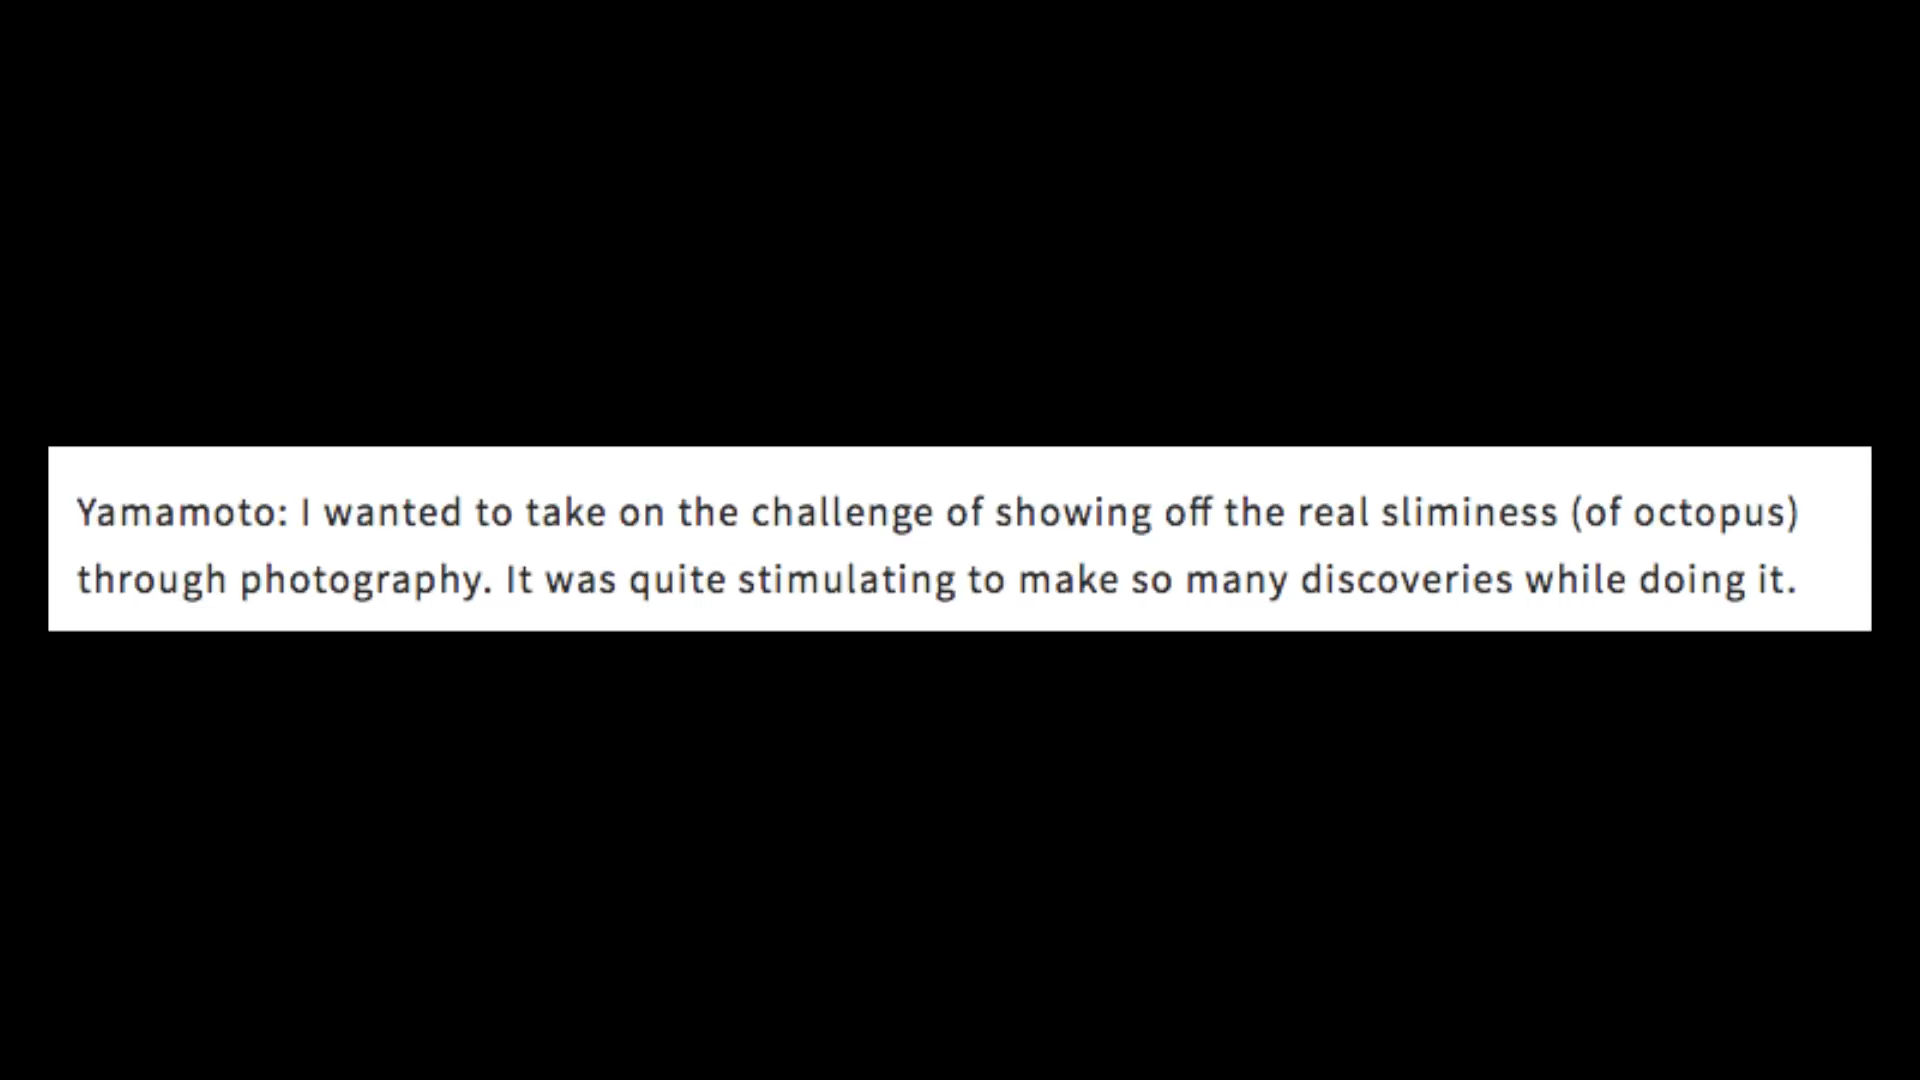 Yamamoto: I wanted to take on the challenge of showing off the real sliminess (of octopus)
through photography. It was quite stimulating to make so many discoveries while doing it.